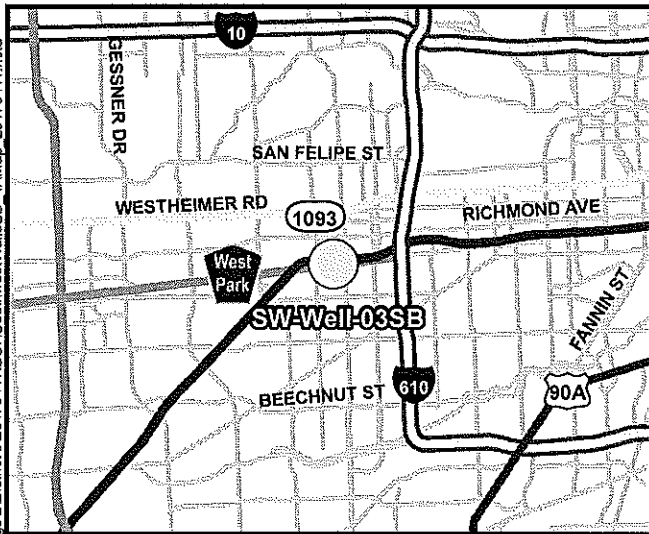 10
GESSNER DR
SAN FELIPE ST
WESTHEIMER RD
1093
RICHMOND AVE
West
Park
FANNIN ST
SW-Well-03SB
BEECHNUT ST
610
90A